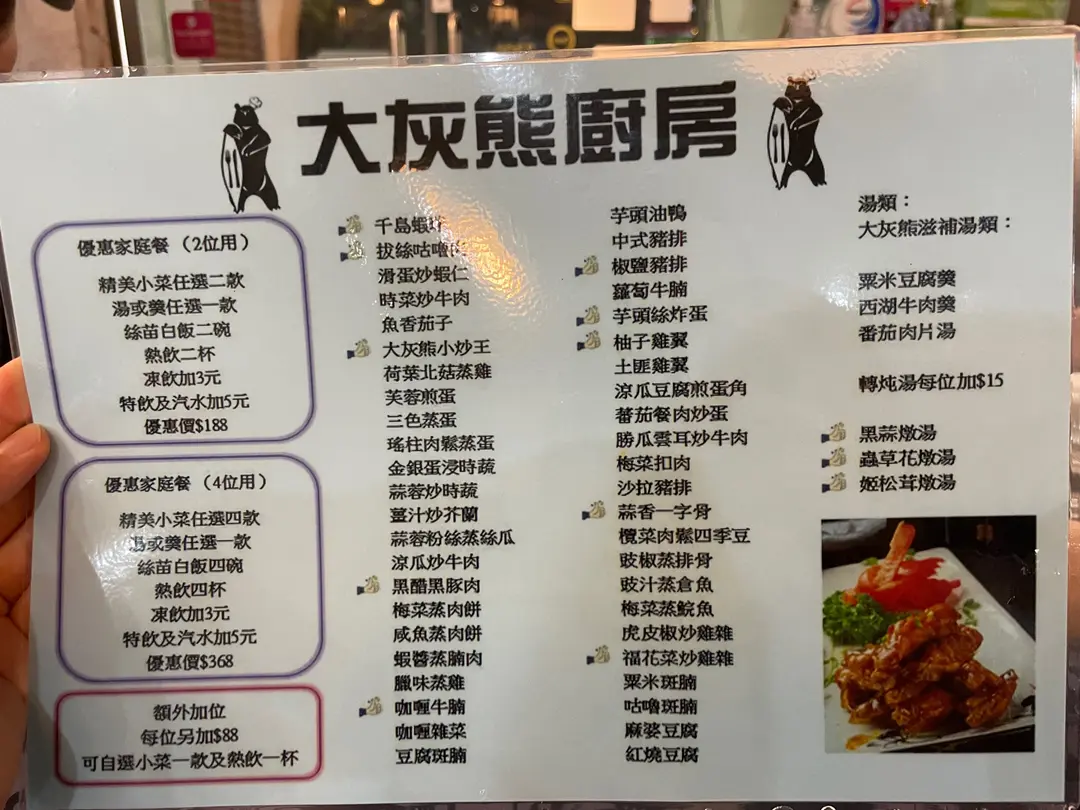 大灰熊廚房
優惠家庭餐（2位用）
精美小菜任選二款
湯或羹任選一款
絲苗白飯二碗
熱飲二杯
凍飲加3元
特飲及汽水加5元
優惠價$188
優惠家庭餐（4位用）
精美小菜任選四款
湯或羹任選一款
絲苗白飯四碗
熱飲四杯
凍飲加3元
特飲及汽水加5元
優惠價$368
額外加位
每位另加$88
可自選小菜一款及熱飲一杯
千島蝦
拔絲咕嚕
滑蛋炒蝦仁
時菜炒牛肉
魚香茄子
大灰熊小炒王
荷葉北菇蒸雞
芙蓉煎蛋
三色蒸蛋
瑤柱肉鬆蒸蛋
金銀蛋浸時蔬
蒜蓉炒時蔬
薑汁炒芥蘭
蒜蓉粉絲蒸絲瓜
涼瓜炒牛肉
黑醋黑豚肉
梅菜蒸肉餅
咸魚蒸肉餅
蝦醬蒸腩肉
臘味蒸雞
咖喱牛腩
咖喱雜菜
豆腐斑腩
芋頭油鴨
中式豬排
椒鹽豬排
蘿蔔牛腩
芋頭絲炸蛋
柚子雞翼
土匪雞翼
涼瓜豆腐煎蛋角
蕃茄餐肉炒蛋
勝瓜雲耳炒牛肉
梅菜扣肉
沙拉豬排
蒜香一字骨
欖菜肉鬆四季豆
豉椒蒸排骨
豉汁蒸倉魚
梅菜蒸鯇魚
虎皮椒炒雞雜
福花菜炒雞雜
粟米斑腩
咕嚕斑腩
麻婆豆腐
紅燒豆腐
湯類：
大灰熊滋補湯類：
粟米豆腐羹
西湖牛肉羹
番茄肉片湯
轉炖湯每位加$15
黑蒜燉湯
蟲草花燉湯
姬松茸燉湯